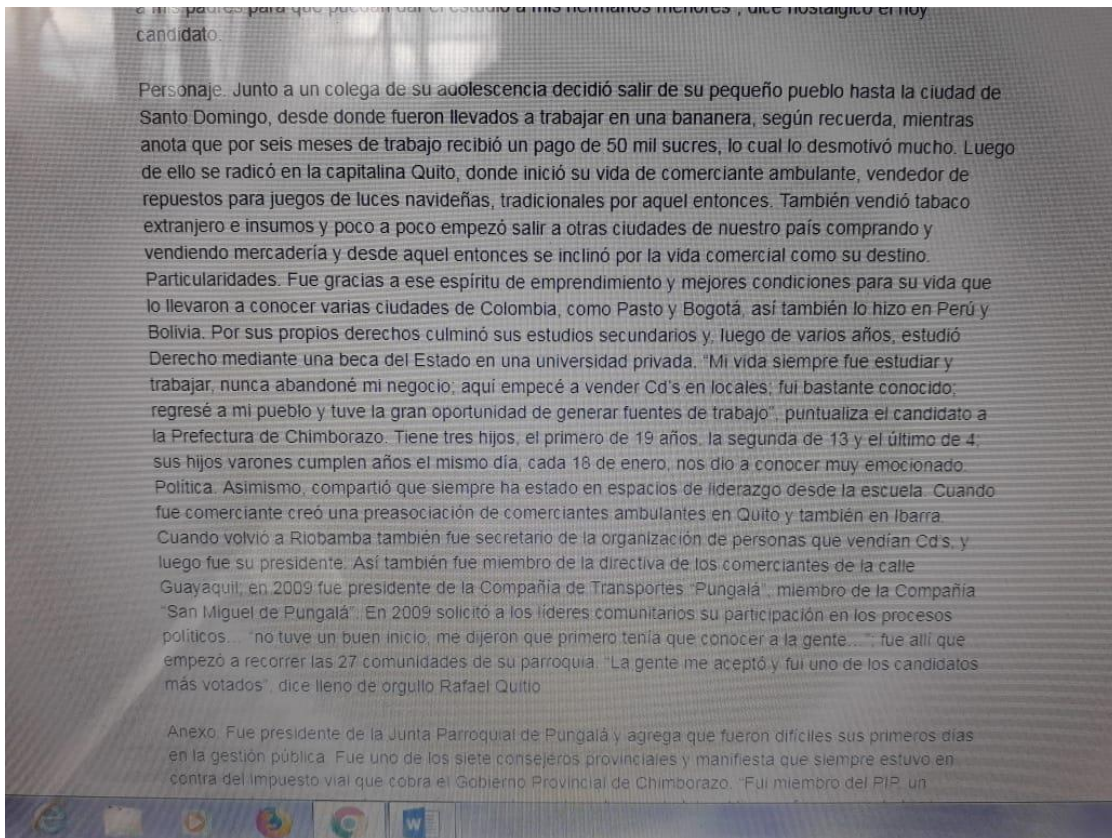 a mis padres para que puedan dar el estudio a mis hermanos menores", dice nostálgico el hoy
candidato.
Personaje. Junto a un colega de su adolescencia decidió salir de su pequeño pueblo hasta la ciudad de
Santo Domingo, desde donde fueron llevados a trabajar en una bananera, según recuerda, mientras
anota que por seis meses de trabajo recibió un pago de 50 mil sucres, lo cual lo desmotivó mucho. Luego
de ello se radicó en la capitalina Quito, donde inició su vida de comerciante ambulante, vendedor de
repuestos para juegos de luces navideñas, tradicionales por aquel entonces. También vendió tabaco
extranjero e insumos y poco a poco empezó salir a otras ciudades de nuestro país comprando y
vendiendo mercadería y desde aquel entonces se inclinó por la vida comercial como su destino.
Particularidades. Fue gracias a ese espíritu de emprendimiento y mejores condiciones para su vida que
lo llevaron a conocer varias ciudades de Colombia, como Pasto y Bogotá, así también lo hizo en Perú y
Bolivia. Por sus propios derechos culminó sus estudios secundarios y, luego de varios años, estudió
Derecho mediante una beca del Estado en una universidad privada. "Mi vida siempre fue estudiar y
trabajar, nunca abandoné mi negocio; aquí empecé a vender Cd's en locales; fui bastante conocido;
regresé a mi pueblo y tuve la gran oportunidad de generar fuentes de trabajo", puntualiza el candidato a
la Prefectura de Chimborazo. Tiene tres hijos, el primero de 19 años, la segunda de 13 y el último de 4;
sus hijos varones cumplen años el mismo día, cada 18 de enero, nos dio a conocer muy emocionado.
Política. Asimismo, compartió que siempre ha estado en espacios de liderazgo desde la escuela. Cuando
fue comerciante creó una preasociación de comerciantes ambulantes en Quito y también en Ibarra.
Cuando volvió a Riobamba también fue secretario de la organización de personas que vendían Cd's, y
luego fue su presidente. Así también fue miembro de la directiva de los comerciantes de la calle
Guayaquil; en 2009 fue presidente de la Compañía de Transportes "Pungalá", miembro de la Compañía
"San Miguel de Pungalá". En 2009 solicitó a los líderes comunitarios su participación en los procesos
políticos... "no tuve un buen inicio, me dijeron que primero tenía que conocer a la gente..."; fue allí que
empezó a recorrer las 27 comunidades de su parroquia. "La gente me aceptó y fui uno de los candidatos
más votados", dice lleno de orgullo Rafael Quitio.
Anexo. Fue presidente de la Junta Parroquial de Pungalá y agrega que fueron difíciles sus primeros días
en la gestión pública. Fue uno de los siete consejeros provinciales y manifiesta que siempre estuvo en
contra del impuesto vial que cobra el Gobierno Provincial de Chimborazo. "Fui miembro del PIP, un